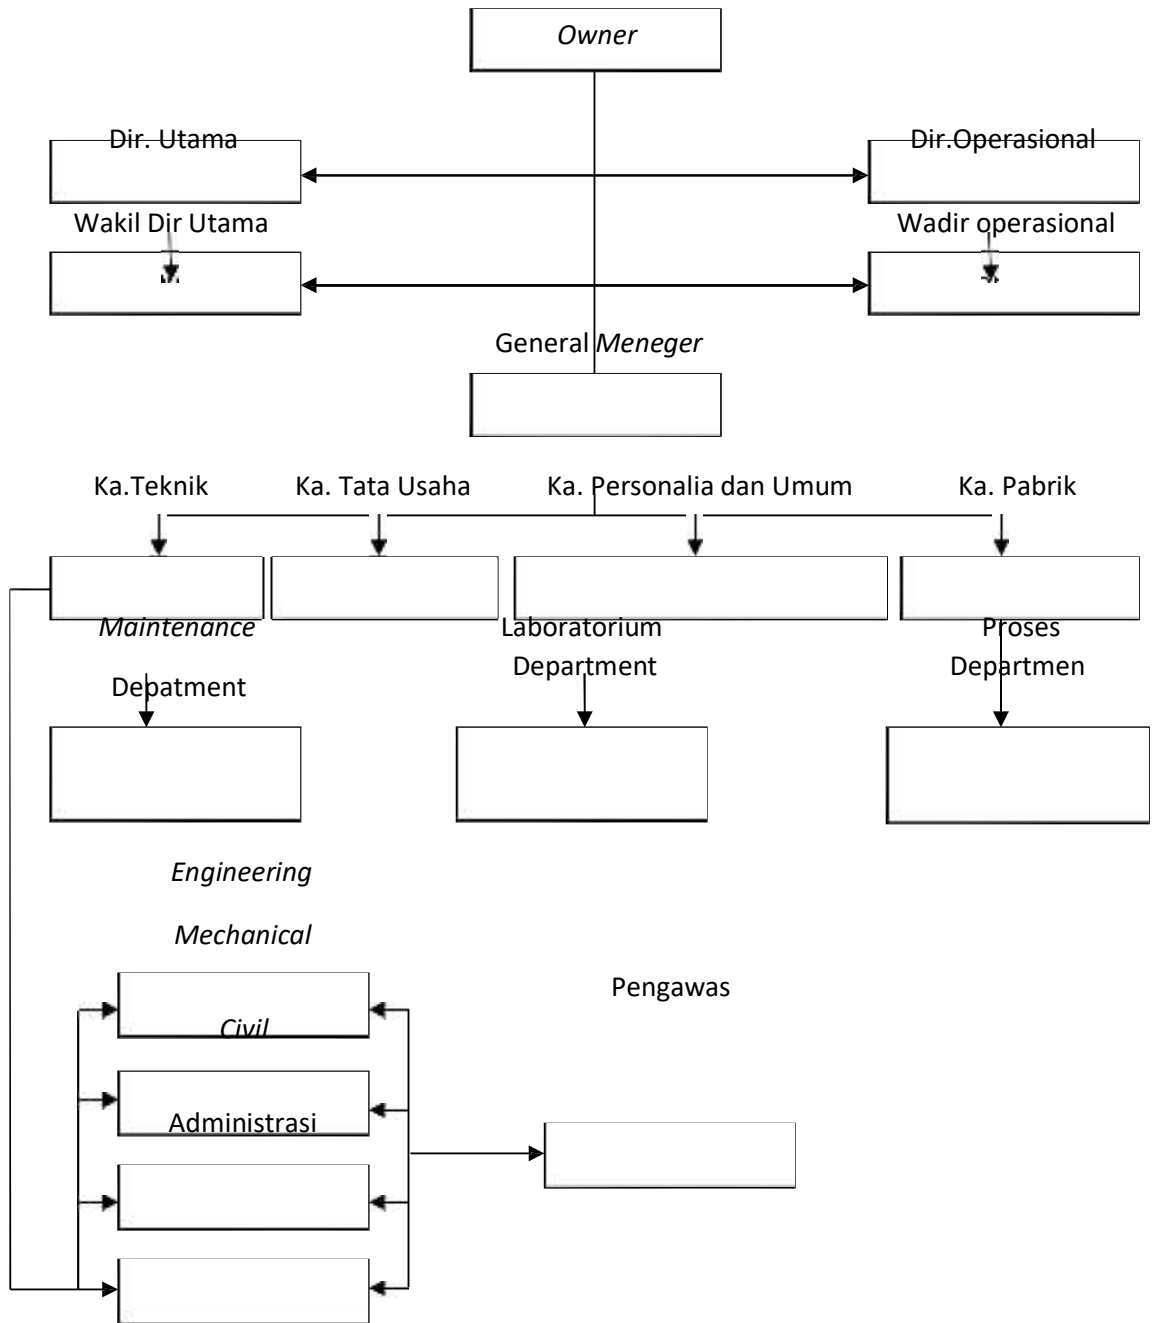 Owner
Dir. Utama
Dir.Operasional
Wakil Dir Utama
Wadir operasional
General Meneger
Ka.Teknik
Ka. Tata Usaha
Ka. Personalia dan Umum
Ka. Pabrik
Maintenance
Depatment
Laboratorium
Department
Proses
Departmen
Engineering
Mechanical
Pengawas
Civil
Administrasi